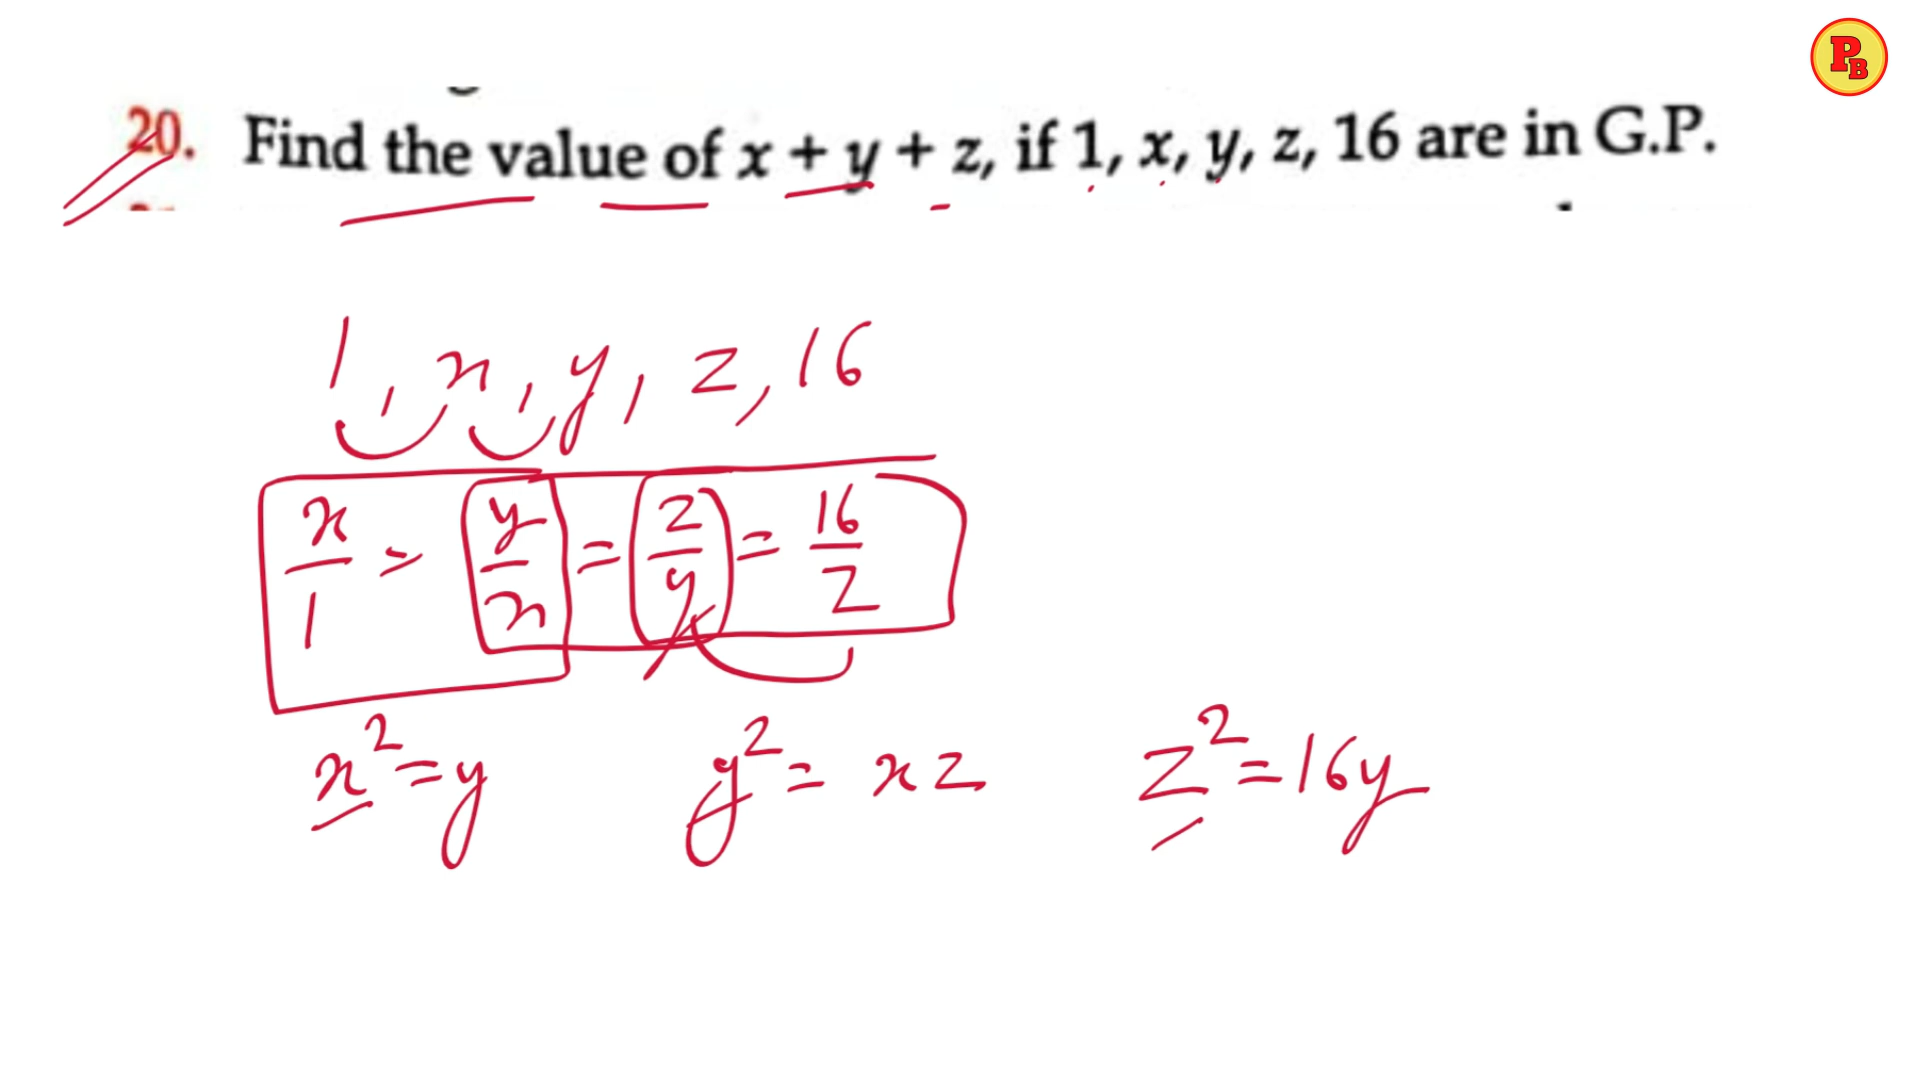 PB
20. Find the value of x + y + z, if 1, x, y, z, 16 are in G.P.
1, x, y, z, 16
x/1 = y/x = z/y = 16/z
x² = y y² = xz z² = 16y